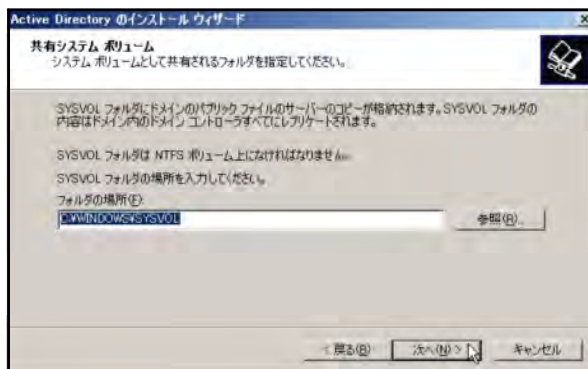 Active Directory のインストール ウィザード
共有システム ボリューム
システム ボリュームとして共有されるフォルダを指定してください。
SYSVOL フォルダにドメインのパブリック ファイルのサーバーのコピーが格納されます。SYSVOL フォルダの
内容はドメイン内のドメイン コントローラすべてにレプリケートされます。
SYSVOL フォルダは NTFS ボリューム上になければなりません。
SYSVOL フォルダの場所を入力してください。
フォルダの場所(F):
C:¥WINDOWS¥SYSVOL
参照(R)...
< 戻る(B)
次へ(N) >
キャンセル